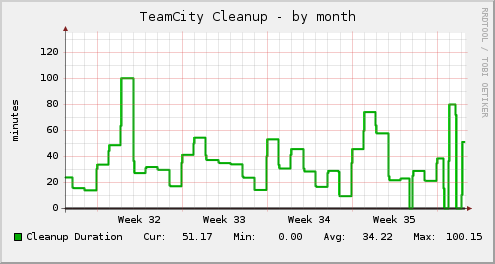 TeamCity Cleanup - by month
RRDTOOL / TOBI OETIKER
120
100
80
60
40
20
0
minutes
Week 32 Week 33 Week 34 Week 35
Cleanup Duration Cur: 51.17 Min: 0.00 Avg: 34.22 Max: 100.15